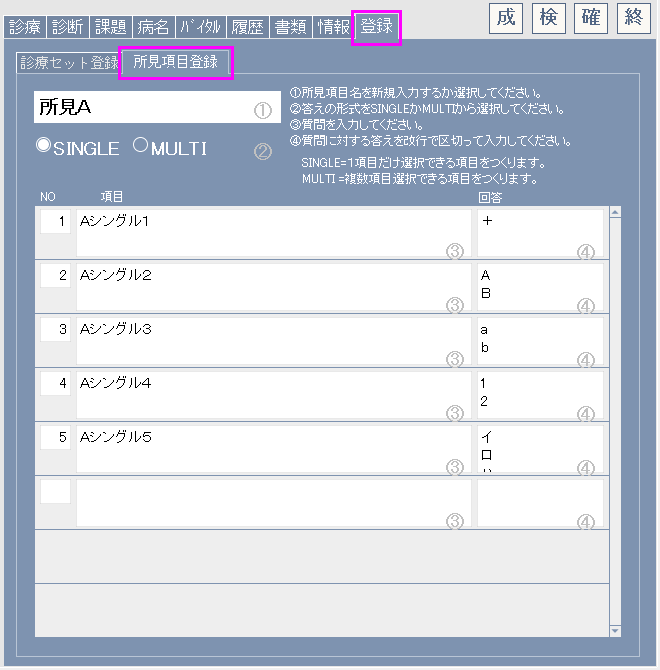 診療 診断 課題 病名 ﾊﾞｲﾀﾙ 履歴 書類 情報 登録 成 検 確 終
診療セット登録 所見項目登録
所見A ①
①所見項目名を新規入力するか選択してください。
②答えの形式をSINGLEかMULTIから選択してください。
③質問を入力してください。
④質問に対する答えを改行で区切って入力してください。
SINGLE MULTI ②
SINGLE=1項目だけ選択できる項目をつくります。
MULTI =複数項目選択できる項目をつくります。
NO 項目 回答
1 Aシングル1 ＋
③ ④
2 Aシングル2 A
B
③ ④
3 Aシングル3 a
b
③ ④
4 Aシングル4 1
2
③ ④
5 Aシングル5 イ
ロ
③ ④
③ ④